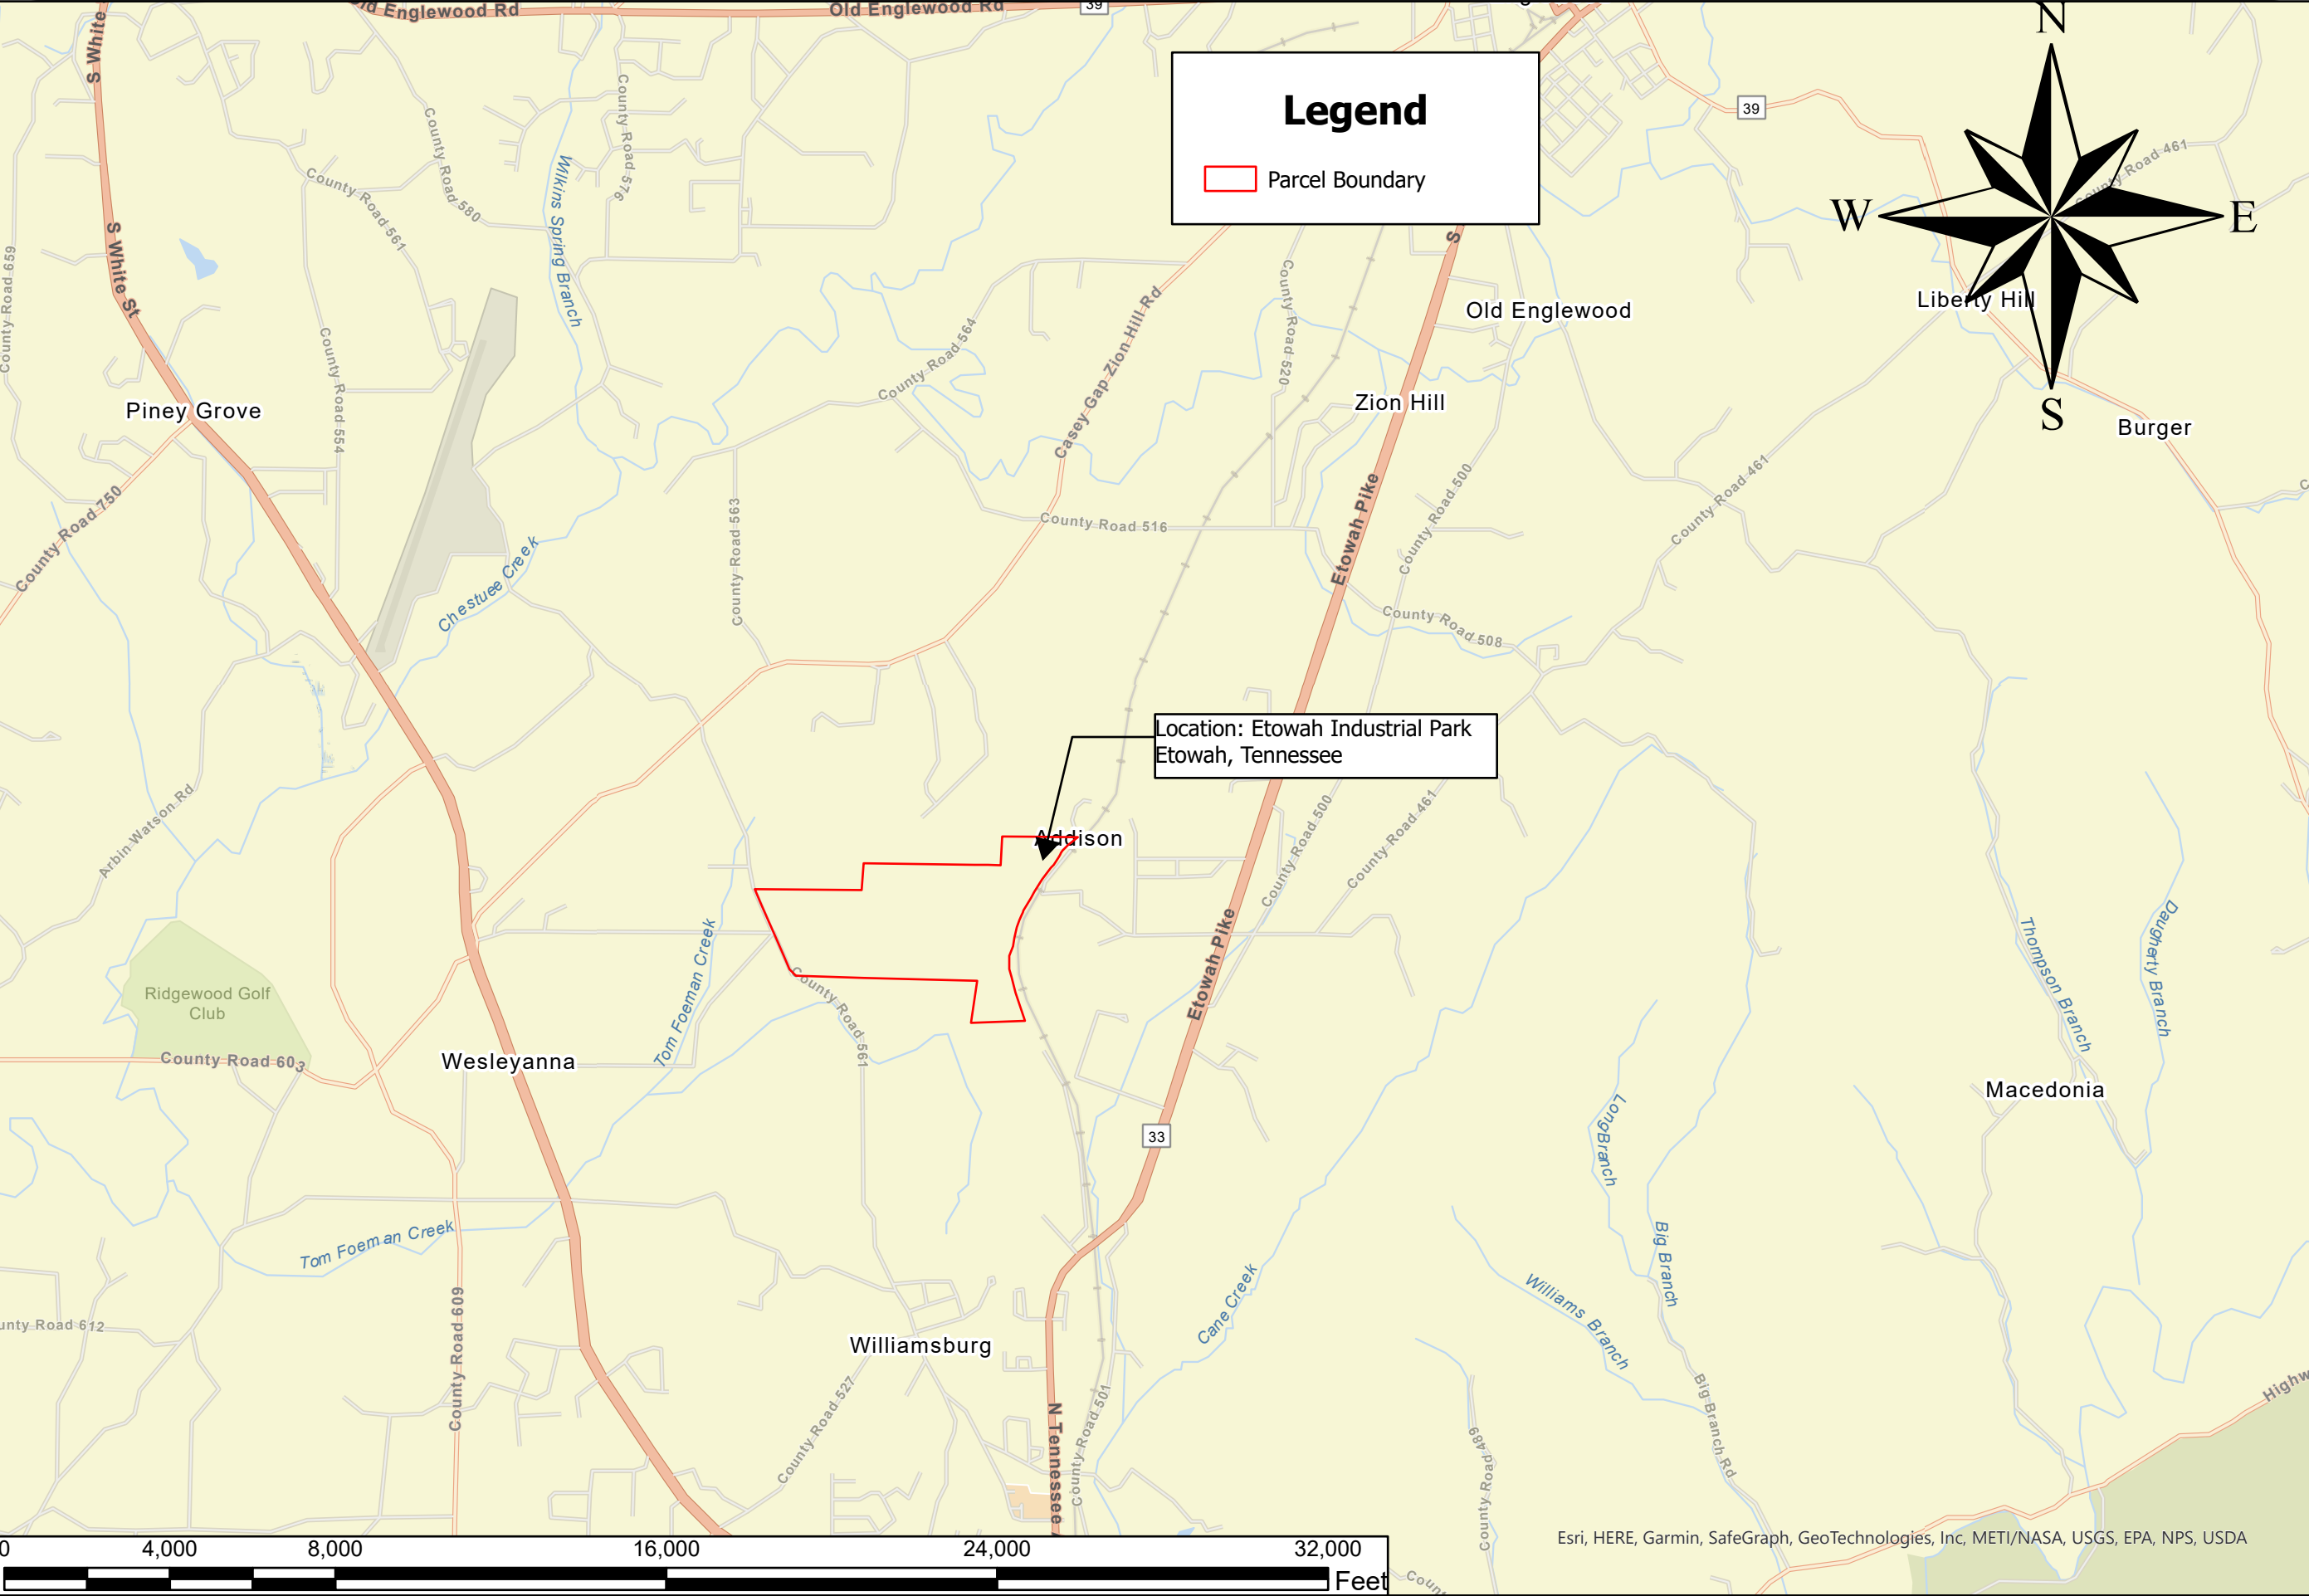 Old Englewood Rd
Old Englewood Rd
39
N
S White
Legend
Parcel Boundary
39
County Road 461
W
E
S
County Road 576
County Road 580
County Road 561
Wilkins Spring Branch
S White St
County Road 659
County Road 554
Piney Grove
County Road 750
County Road 564
Casey Gap Zion Hill Rd
County Road 520
S
Old Englewood
Liberty Hill
Zion Hill
Burger
County Road 563
County Road 516
Etowah Pike
County Road 500
County Road 461
County Road 508
Chestuee Creek
Location: Etowah Industrial Park
Etowah, Tennessee
Addison
Arbin Watson Rd
County Road 500
County Road 461
Etowah Pike
Tom Foeman Creek
County Road 561
Ridgewood Golf
Club
County Road 603
Wesleyanna
Thompson Branch
Daugherty Branch
Macedonia
33
Long Branch
Big Branch
Williams Branch
Cane Creek
Tom Foeman Creek
unty Road 612
County Road 609
Williamsburg
County Road 527
N Tennessee
County Road 501
County Road 489
Big Branch Rd
Highw
Coun
Esri, HERE, Garmin, SafeGraph, GeoTechnologies, Inc, METI/NASA, USGS, EPA, NPS, USDA
0 4,000 8,000 16,000 24,000 32,000
Feet